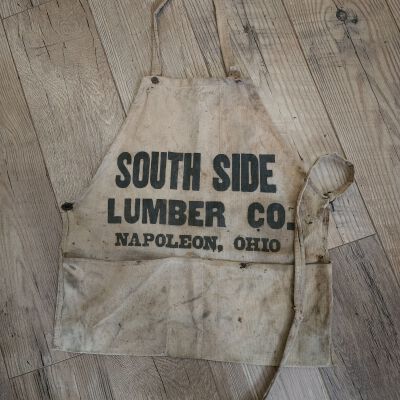 SOUTH SIDE
LUMBER CO.
NAPOLEON, OHIO